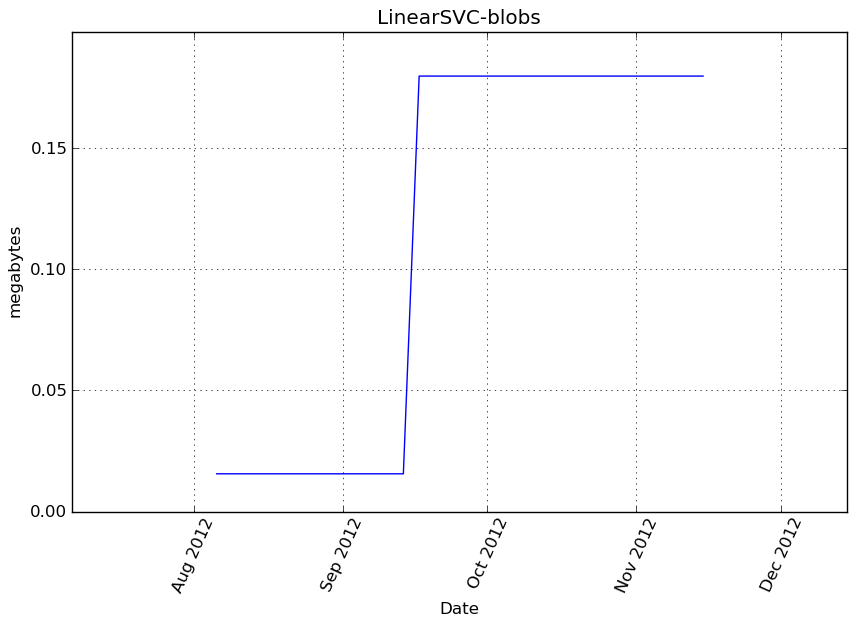 LinearSVC-blobs
megabytes
0.15
0.10
0.05
0.00
Aug 2012
Sep 2012
Oct 2012
Nov 2012
Dec 2012
Date